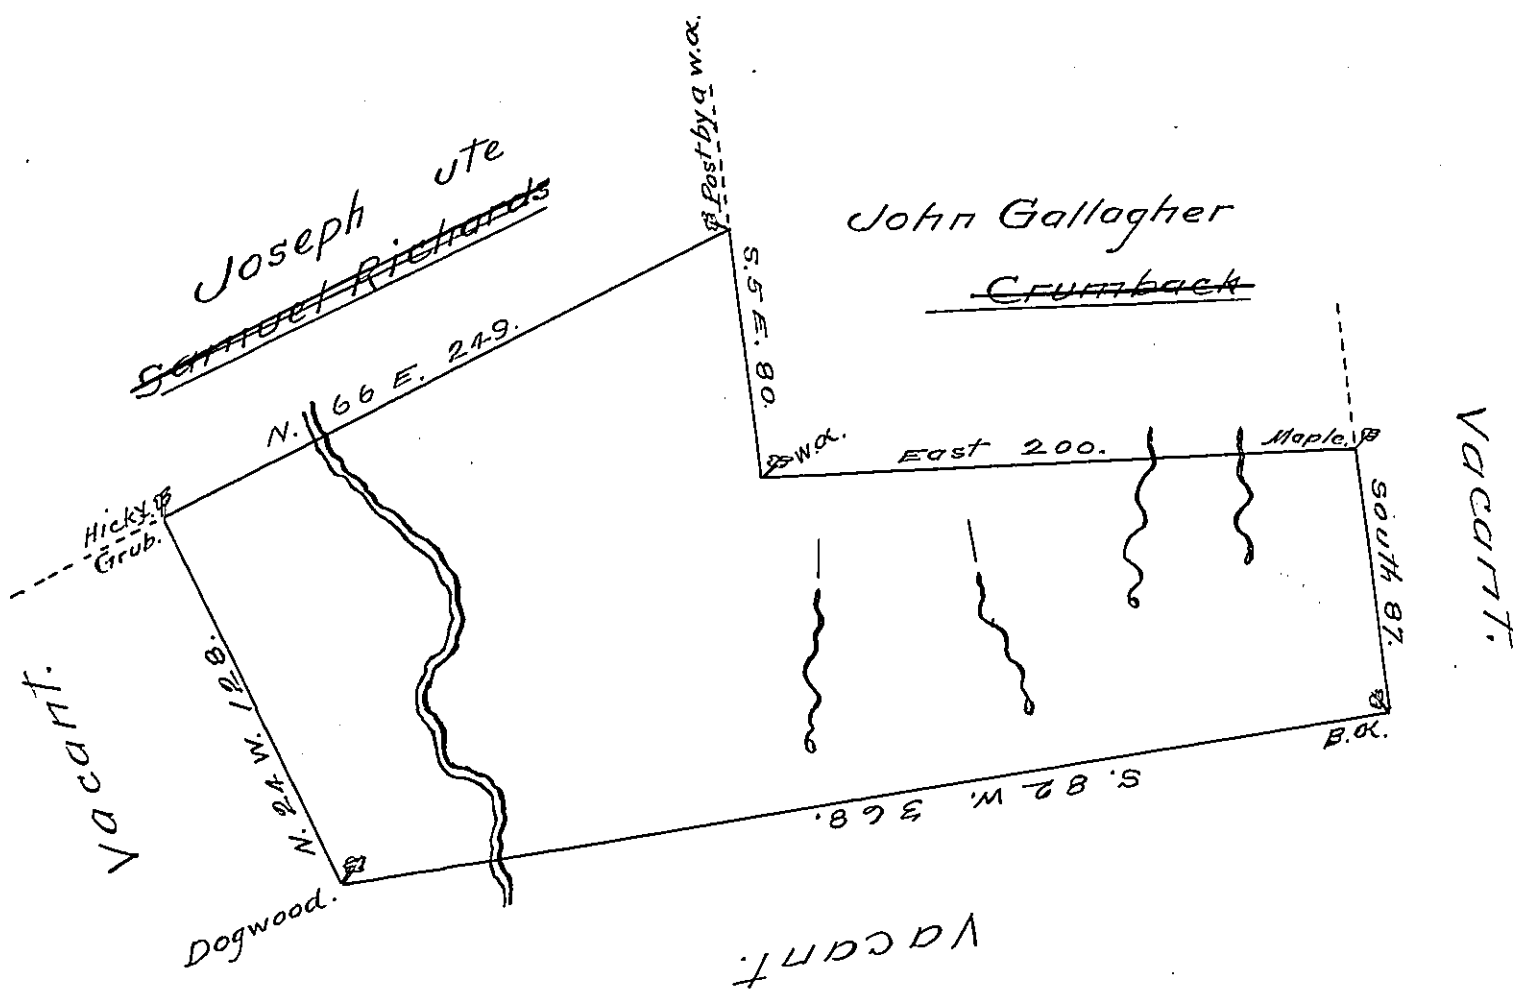 Post by a w.o.
Joseph Ute
Samuel Richards
John Gallagher
Crumback
N. 66 E. 249.
S. 5 E. 80.
W.O.
East 200.
Maple.
Hicky.
Grub.
South 87.
Vacant.
N. 24 W. 128.
Vacant.
B.O.
S. 82 W. 368.
Dogwood.
Vacant.